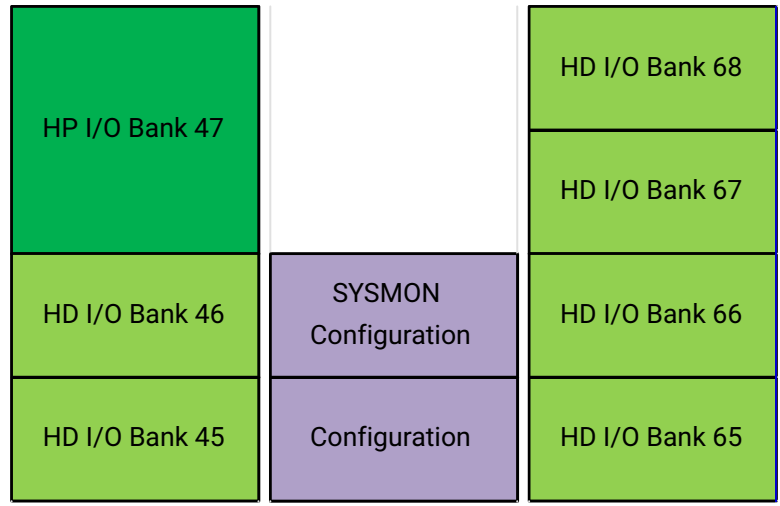 HP I/O Bank 47
HD I/O Bank 46
HD I/O Bank 45
SYSMON
Configuration
Configuration
HD I/O Bank 68
HD I/O Bank 67
HD I/O Bank 66
HD I/O Bank 65